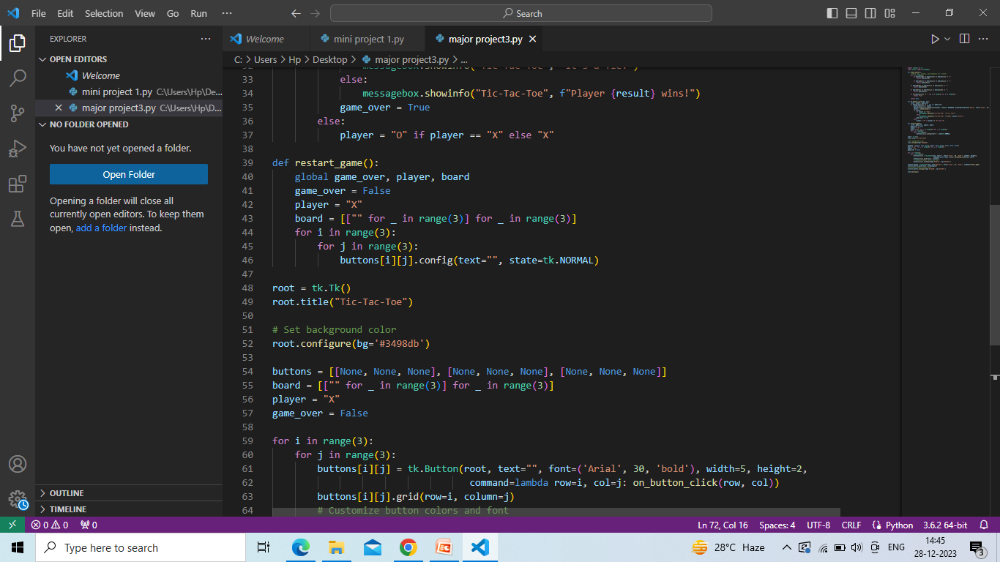 File Edit Selection View Go Run ··· Search
EXPLORER ···
OPEN EDITORS
Welcome
mini project 1.py C:\Users\Hp\De...
major project3.py C:\Users\Hp\D...
NO FOLDER OPENED
You have not yet opened a folder.
Open Folder
Opening a folder will close all
currently open editors. To keep them
open, add a folder instead.
OUTLINE
TIMELINE
Welcome mini project 1.py major project3.py
C: > Users > Hp > Desktop > major project3.py > ...
33 else:
34 messagebox.showinfo("Tic-Tac-Toe", f"Player {result} wins!")
35 game_over = True
36 else:
37 player = "O" if player == "X" else "X"
38
39 def restart_game():
40 global game_over, player, board
41 game_over = False
42 player = "X"
43 board = [["" for _ in range(3)] for _ in range(3)]
44 for i in range(3):
45 for j in range(3):
46 buttons[i][j].config(text="", state=tk.NORMAL)
47
48 root = tk.Tk()
49 root.title("Tic-Tac-Toe")
50
51 # Set background color
52 root.configure(bg='#3498db')
53
54 buttons = [[None, None, None], [None, None, None], [None, None, None]]
55 board = [["" for _ in range(3)] for _ in range(3)]
56 player = "X"
57 game_over = False
58
59 for i in range(3):
60 for j in range(3):
61 buttons[i][j] = tk.Button(root, text="", font=('Arial', 30, 'bold'), width=5, height=2,
62 command=lambda row=i, col=j: on_button_click(row, col))
63 buttons[i][j].grid(row=i, column=j)
64 # Customize button colors and font
0 0 0 Ln 72, Col 16 Spaces: 4 UTF-8 CRLF Python 3.6.2 64-bit
Type here to search 28°C Haze ENG 14:45
28-12-2023 3